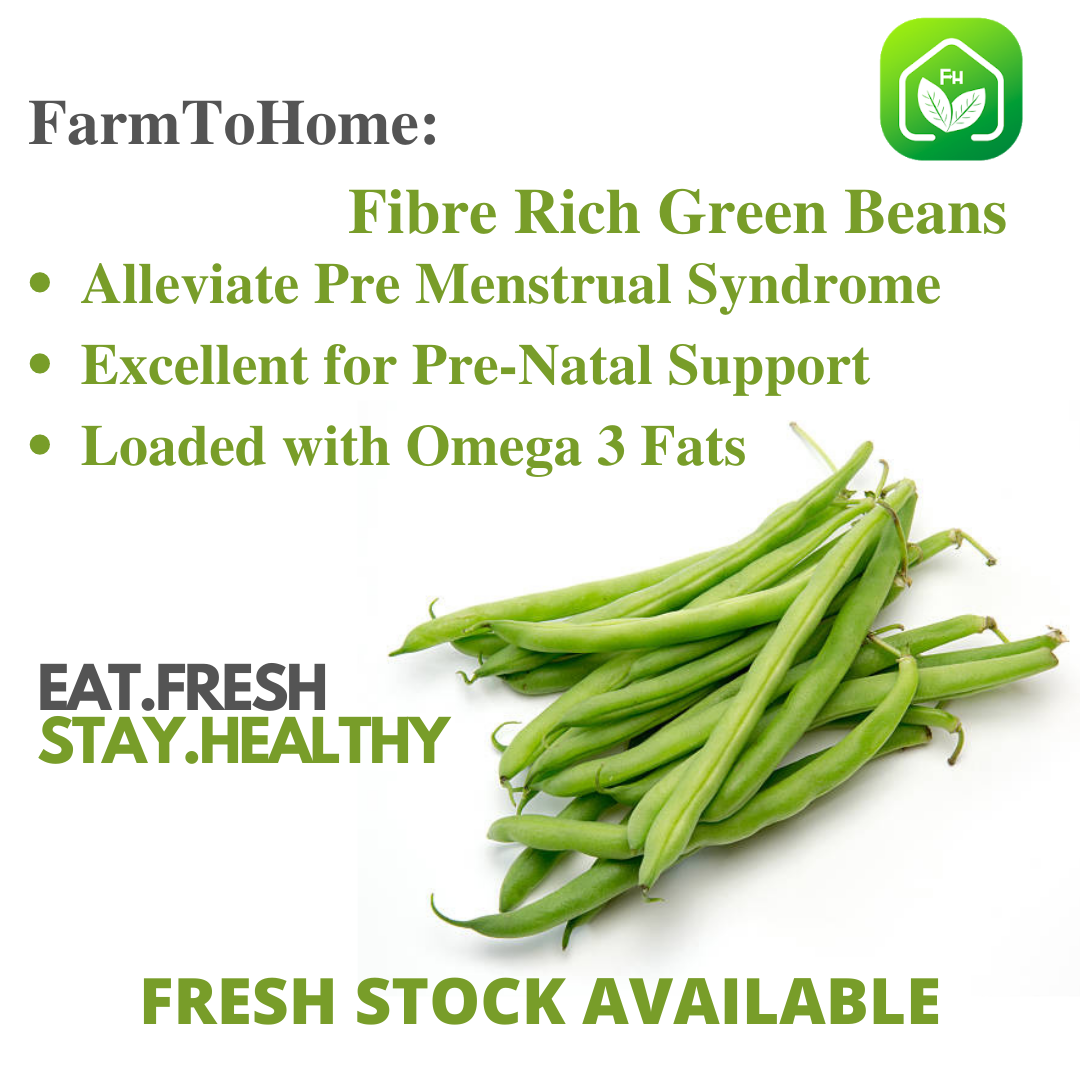 FH
FarmToHome:
Fibre Rich Green Beans
• Alleviate Pre Menstrual Syndrome
• Excellent for Pre-Natal Support
• Loaded with Omega 3 Fats
EAT.FRESH
STAY.HEALTHY
FRESH STOCK AVAILABLE